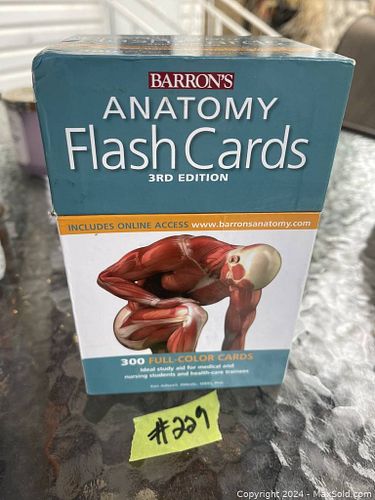 BARRON'S
ANATOMY
Flash Cards
3RD EDITION
INCLUDES ONLINE ACCESS www.barronsanatomy.com
300 FULL-COLOR CARDS
Ideal study aid for medical and
nursing students and health-care trainees
#229
Copyright © 2024 - MaxSold.com